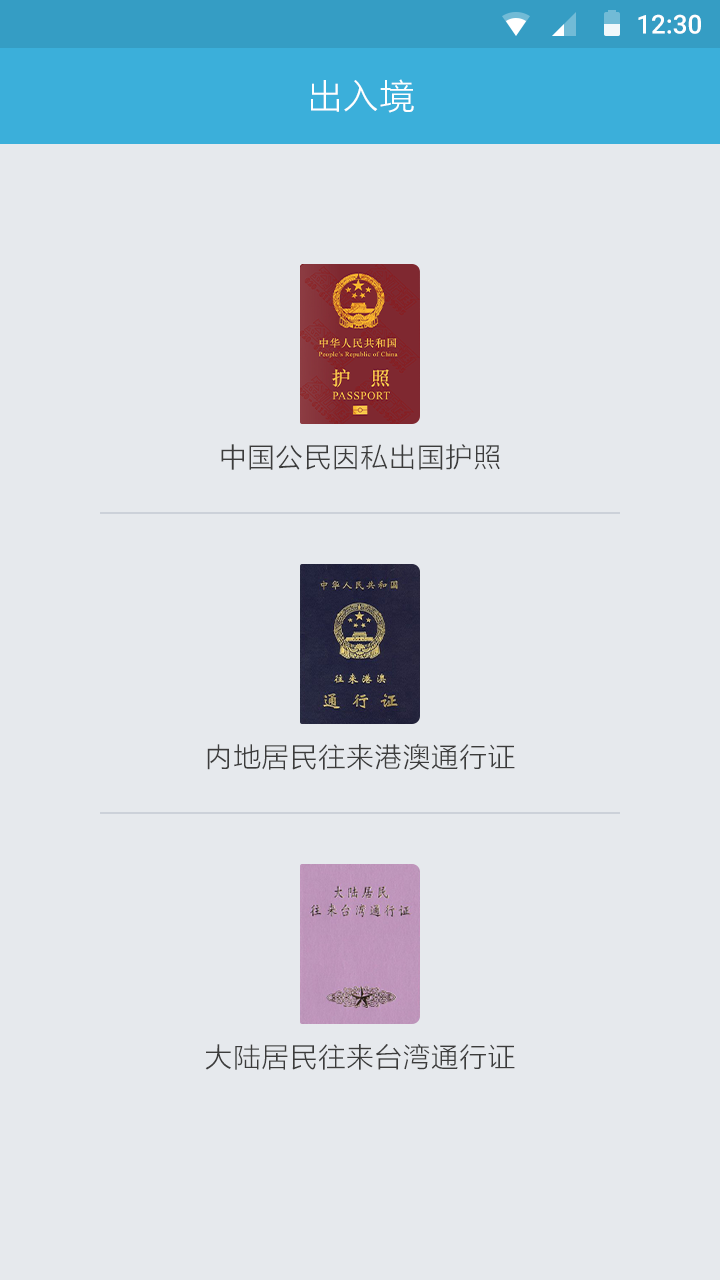 12:30
出入境
中华人民共和国
People's Republic of China
护 照
PASSPORT
中国公民因私出国护照
中华人民共和国
往来港澳
通行证
内地居民往来港澳通行证
大陆居民
往来台湾通行证
大陆居民往来台湾通行证